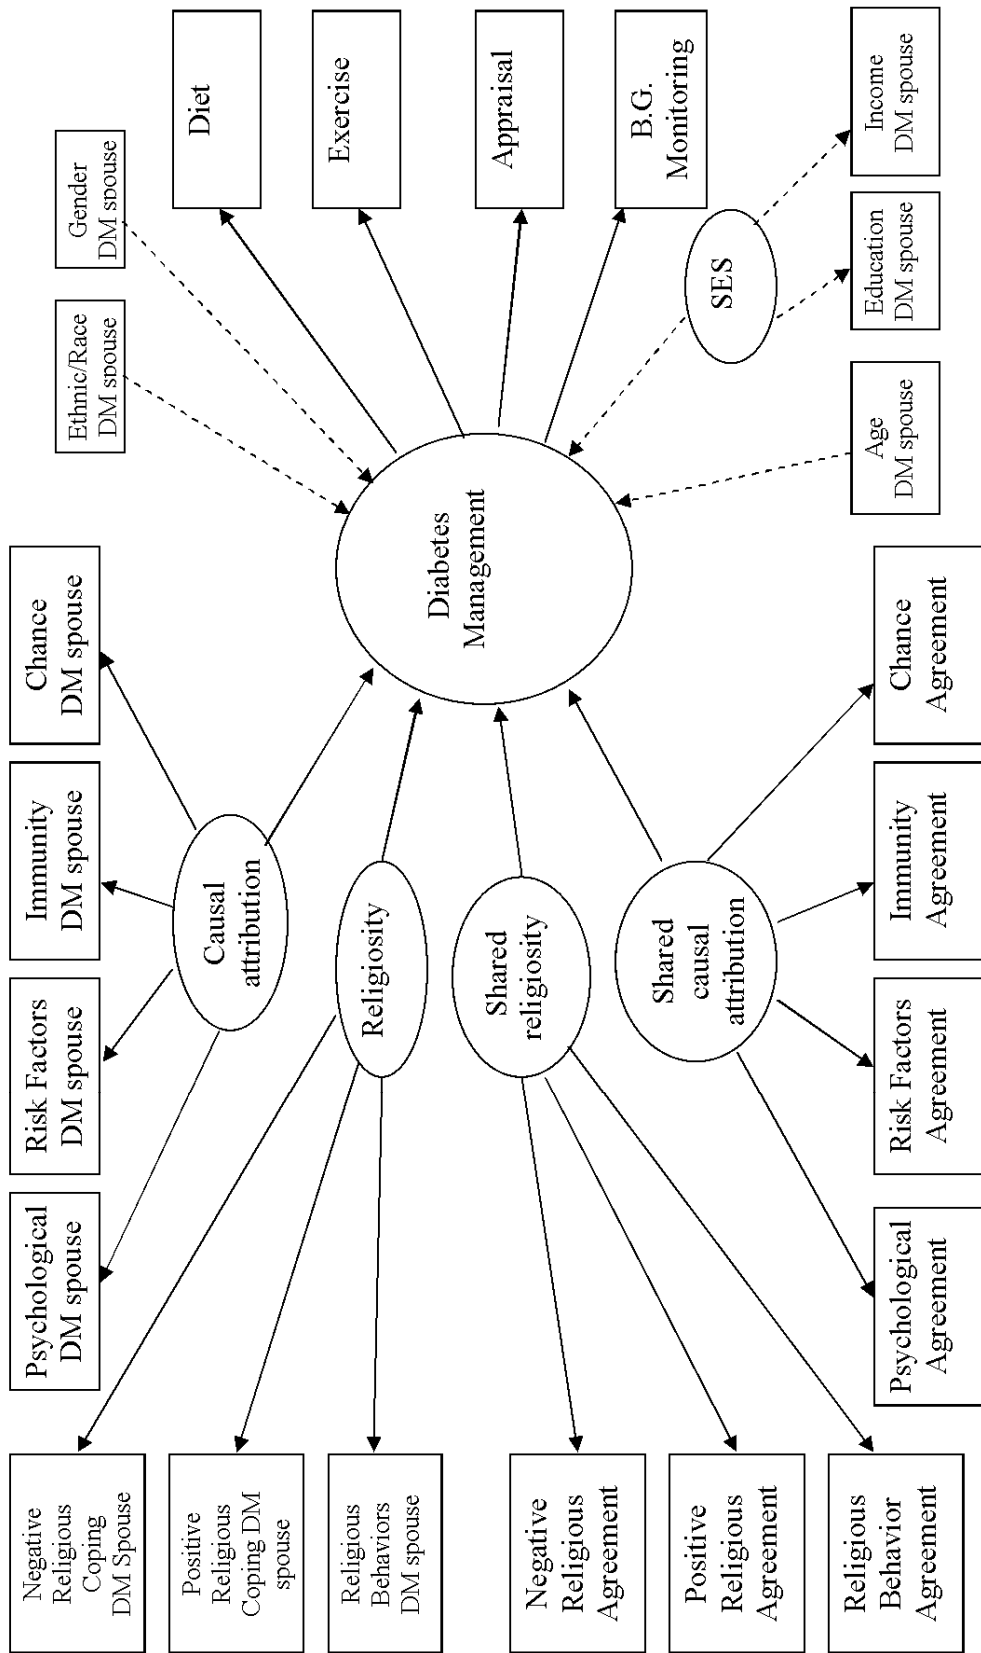 Negative
Religious
Coping
DM Spouse
Positive
Religious
Coping DM
spouse
Religious
Behaviors
DM spouse
Negative
Religious
Agreement
Positive
Religious
Agreement
Religious
Behavior
Agreement
Psychological
DM spouse
Risk Factors
DM spouse
Immunity
DM spouse
Chance
DM spouse
Causal
attribution
Religiosity
Shared
religiosity
Shared
causal
attribution
Psychological
Agreement
Risk Factors
Agreement
Immunity
Agreement
Chance
Agreement
Diabetes
Management
Ethnic/Race
DM spouse
Gender
DM spouse
Diet
Exercise
Appraisal
B.G.
Monitoring
SES
Age
DM spouse
Education
DM spouse
Income
DM spouse